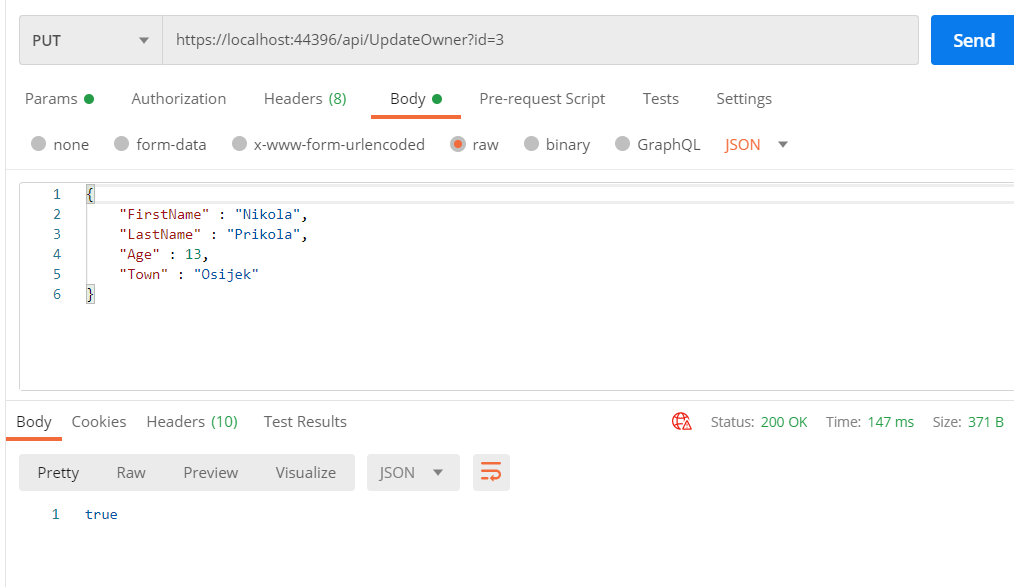 PUT https://localhost:44396/api/UpdateOwner?id=3 Send
Params Authorization Headers (8) Body Pre-request Script Tests Settings
none form-data x-www-form-urlencoded raw binary GraphQL JSON
1 {
2 "FirstName" : "Nikola",
3 "LastName" : "Prikola",
4 "Age" : 13,
5 "Town" : "Osijek"
6 }
Body Cookies Headers (10) Test Results Status: 200 OK Time: 147 ms Size: 371 B
Pretty Raw Preview Visualize JSON
1 true